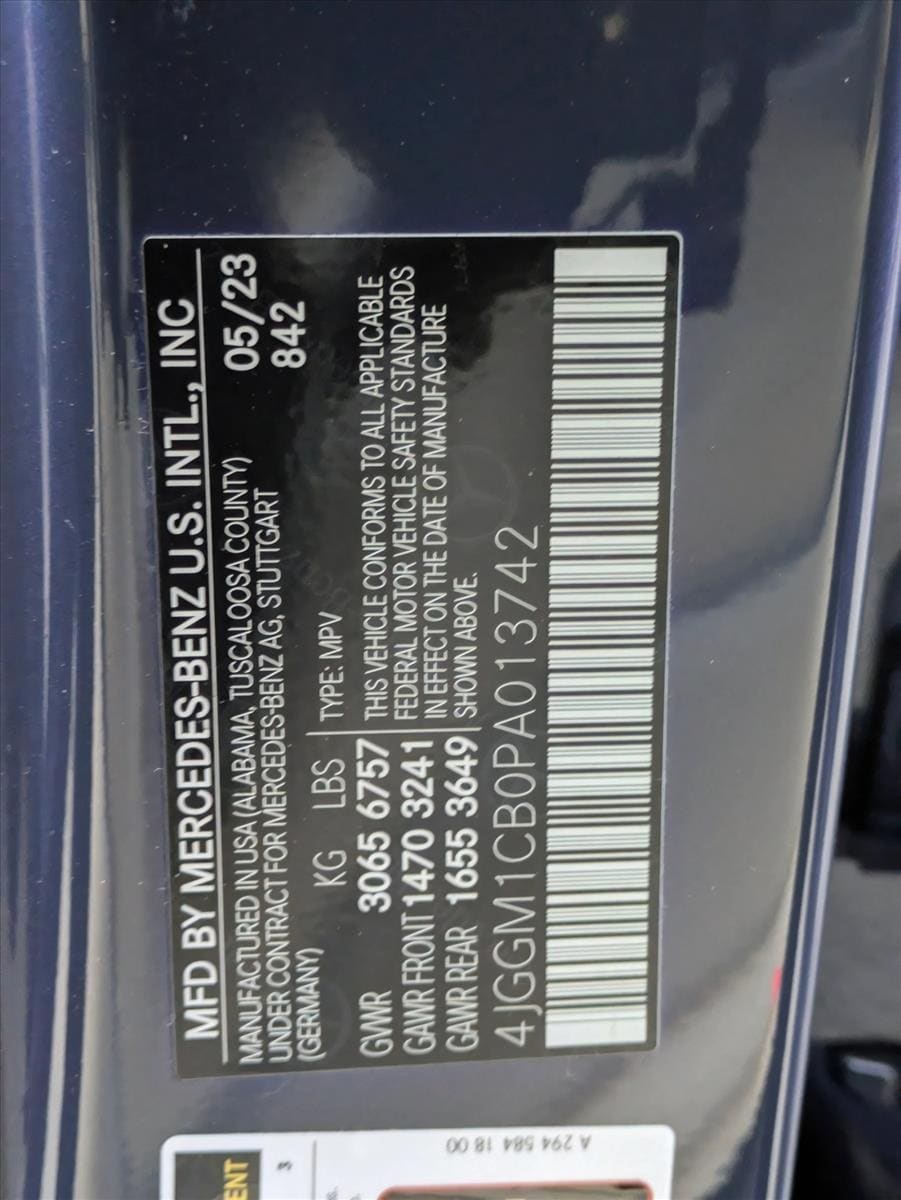 MFD BY MERCEDES-BENZ U.S. INTL., INC
MANUFACTURED IN USA (ALABAMA, TUSCALOOSA COUNTY) 05/23
UNDER CONTRACT FOR MERCEDES-BENZ AG, STUTTGART 842
(GERMANY)
KG LBS TYPE: MPV
GVWR 3065 6757 THIS VEHICLE CONFORMS TO ALL APPLICABLE
GAWR FRONT 1470 3241 FEDERAL MOTOR VEHICLE SAFETY STANDARDS
GAWR REAR 1655 3649 IN EFFECT ON THE DATE OF MANUFACTURE
SHOWN ABOVE.
4JGGM1CB0PA013742
A 294 584 18 00
3